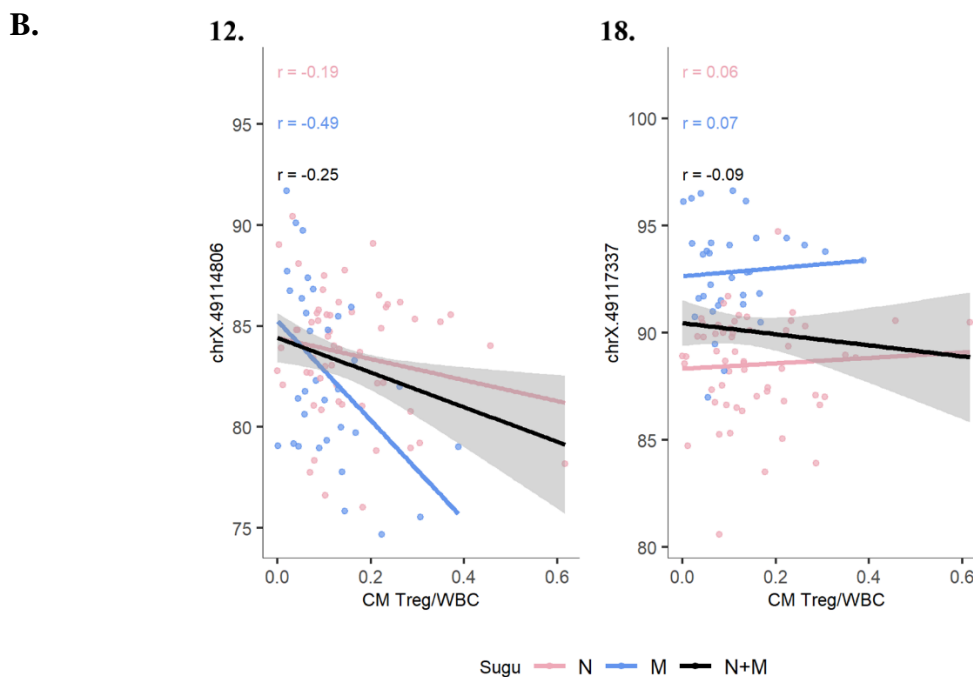 B.
12.
r = -0.19
r = -0.49
r = -0.25
95
90
85
80
75
chrX.49114806
0.0 0.2 0.4 0.6
CM Treg/WBC
18.
r = 0.06
r = 0.07
r = -0.09
100
95
90
85
80
chrX.49117337
0.0 0.2 0.4 0.6
CM Treg/WBC
Sugu N M N+M